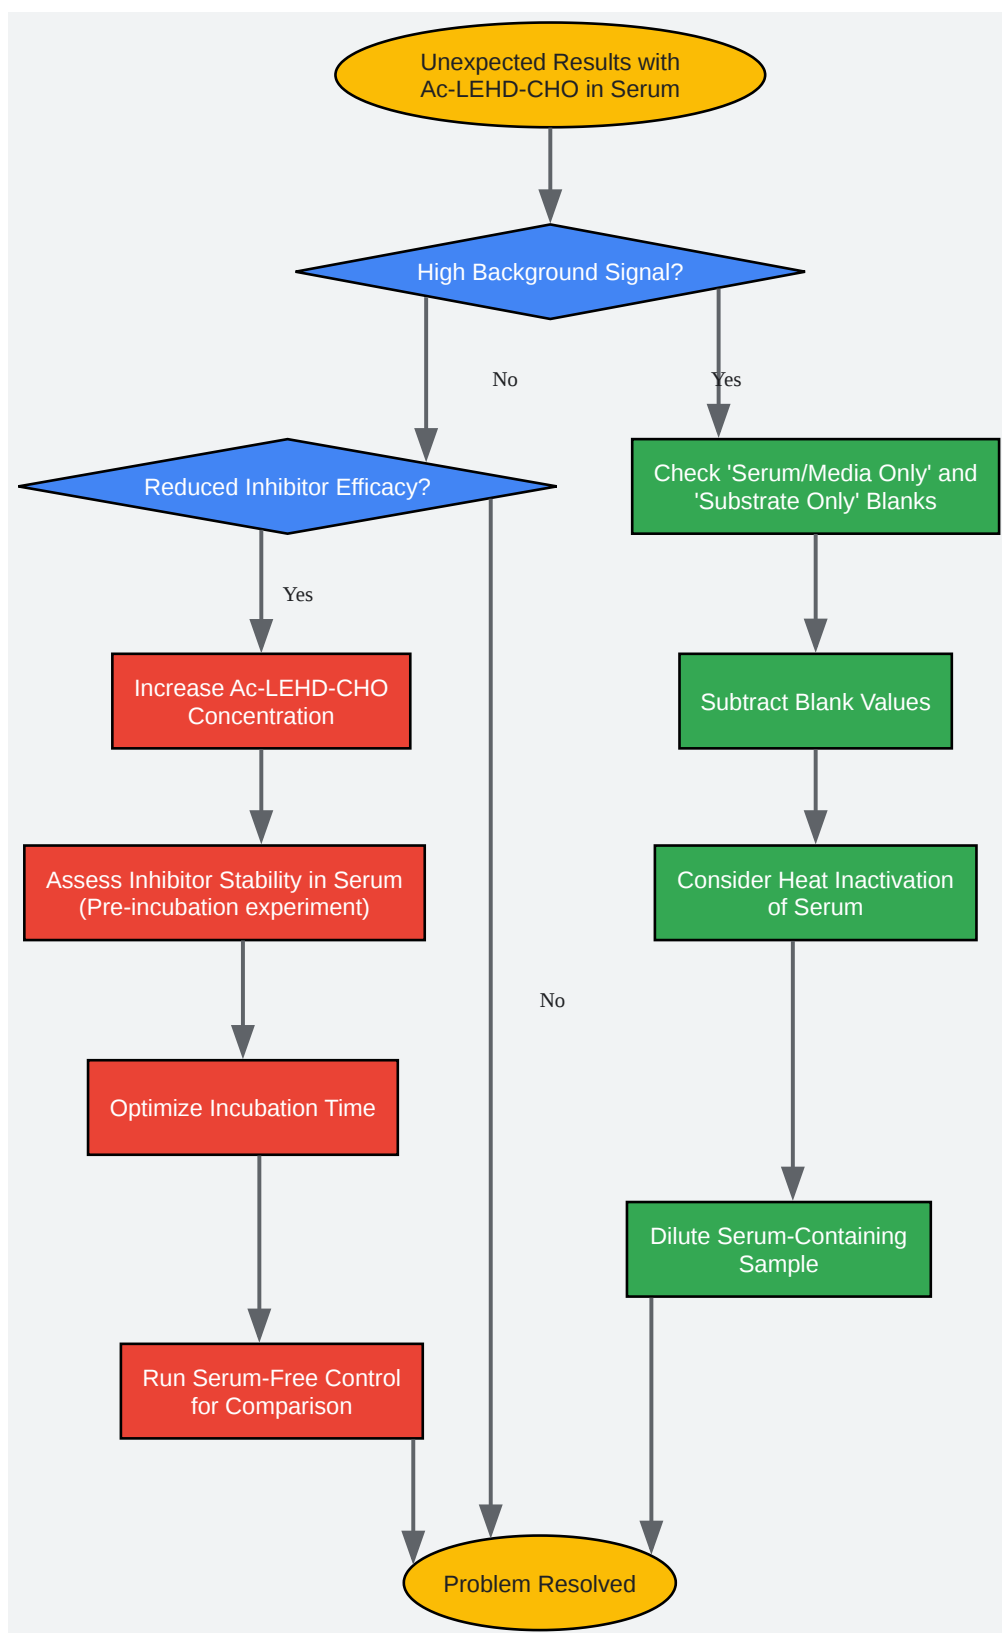 Unexpected Results with
Ac-LEHD-CHO in Serum
High Background Signal?
No
Yes
Reduced Inhibitor Efficacy?
Check 'Serum/Media Only' and
'Substrate Only' Blanks
Yes
Increase Ac-LEHD-CHO
Concentration
Subtract Blank Values
Assess Inhibitor Stability in Serum
(Pre-incubation experiment)
Consider Heat Inactivation
of Serum
No
Optimize Incubation Time
Dilute Serum-Containing
Sample
Run Serum-Free Control
for Comparison
Problem Resolved